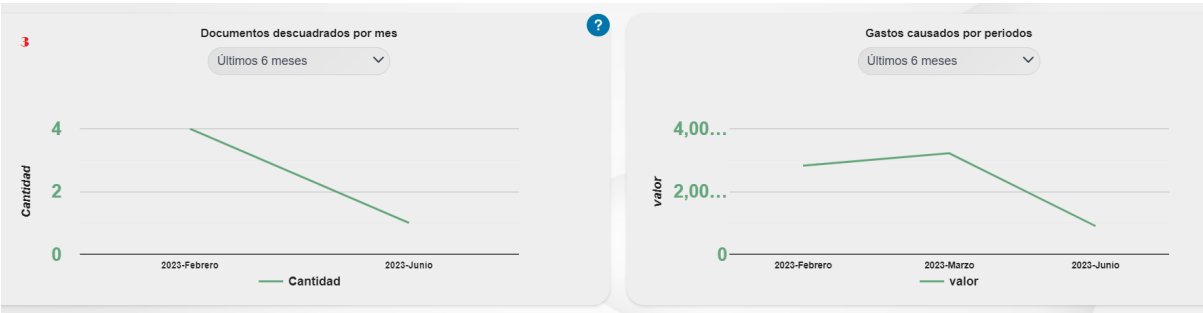 3
Documentos descuadrados por mes
Últimos 6 meses
?
4
2
0
Cantidad
2023-Febrero
2023-Junio
Cantidad
Gastos causados por periodos
Últimos 6 meses
4,00...
2,00...
0
valor
2023-Febrero
2023-Marzo
2023-Junio
valor